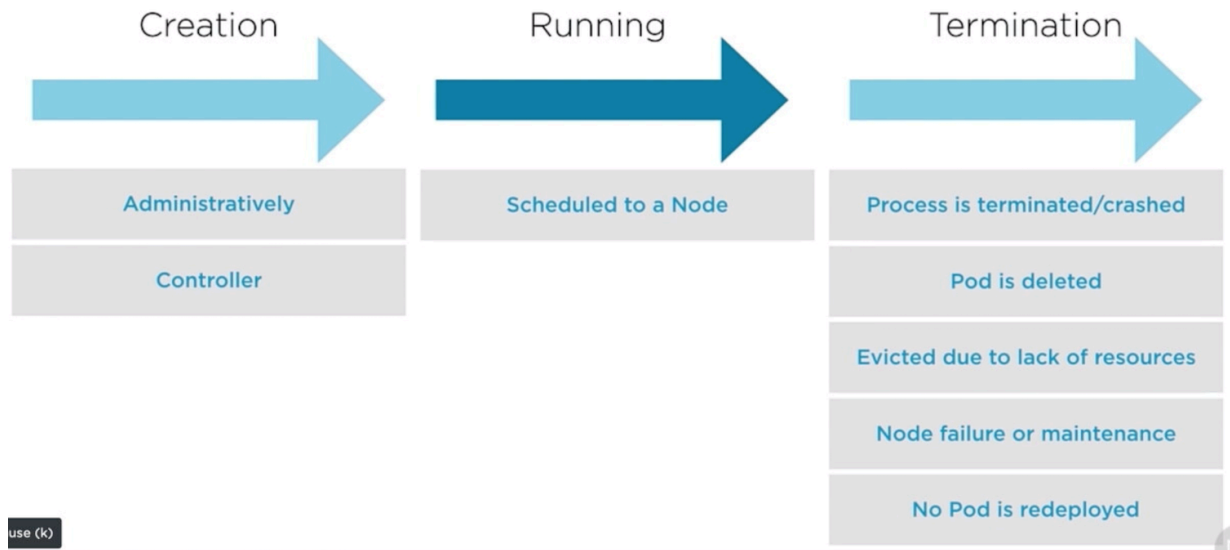 Creation
Running
Termination
Administratively
Scheduled to a Node
Process is terminated/crashed
Controller
Pod is deleted
Evicted due to lack of resources
Node failure or maintenance
No Pod is redeployed
use (k)